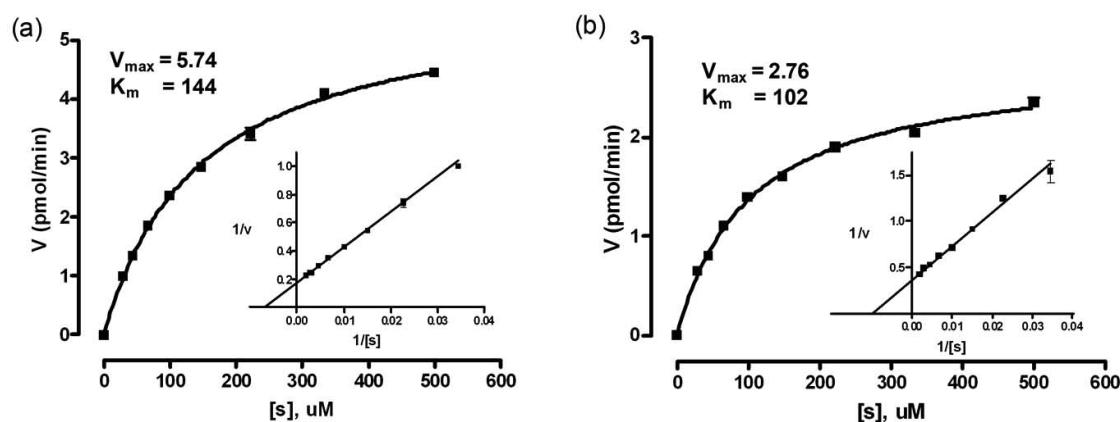 (a)
5
4
3
2
1
0
V (pmol/min)
Vmax = 5.74
Km = 144
1.0
0.8
0.6
0.4
0.2
1/v
0.00 0.01 0.02 0.03 0.04
1/[s]
0 100 200 300 400 500 600
[s], uM
(b)
3
2
1
0
V (pmol/min)
Vmax = 2.76
Km = 102
1.5
1.0
0.5
1/v
0.00 0.01 0.02 0.03 0.04
1/[s]
0 100 200 300 400 500 600
[s], uM